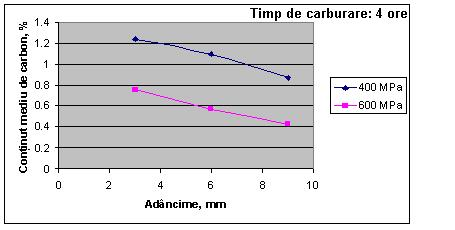 Timp de carburare: 4 ore
Conţinut mediu de carbon, %
1.4
1.2
1
0.8
0.6
0.4
0.2
0
0 2 4 6 8 10
Adâncime, mm
400 MPa
600 MPa